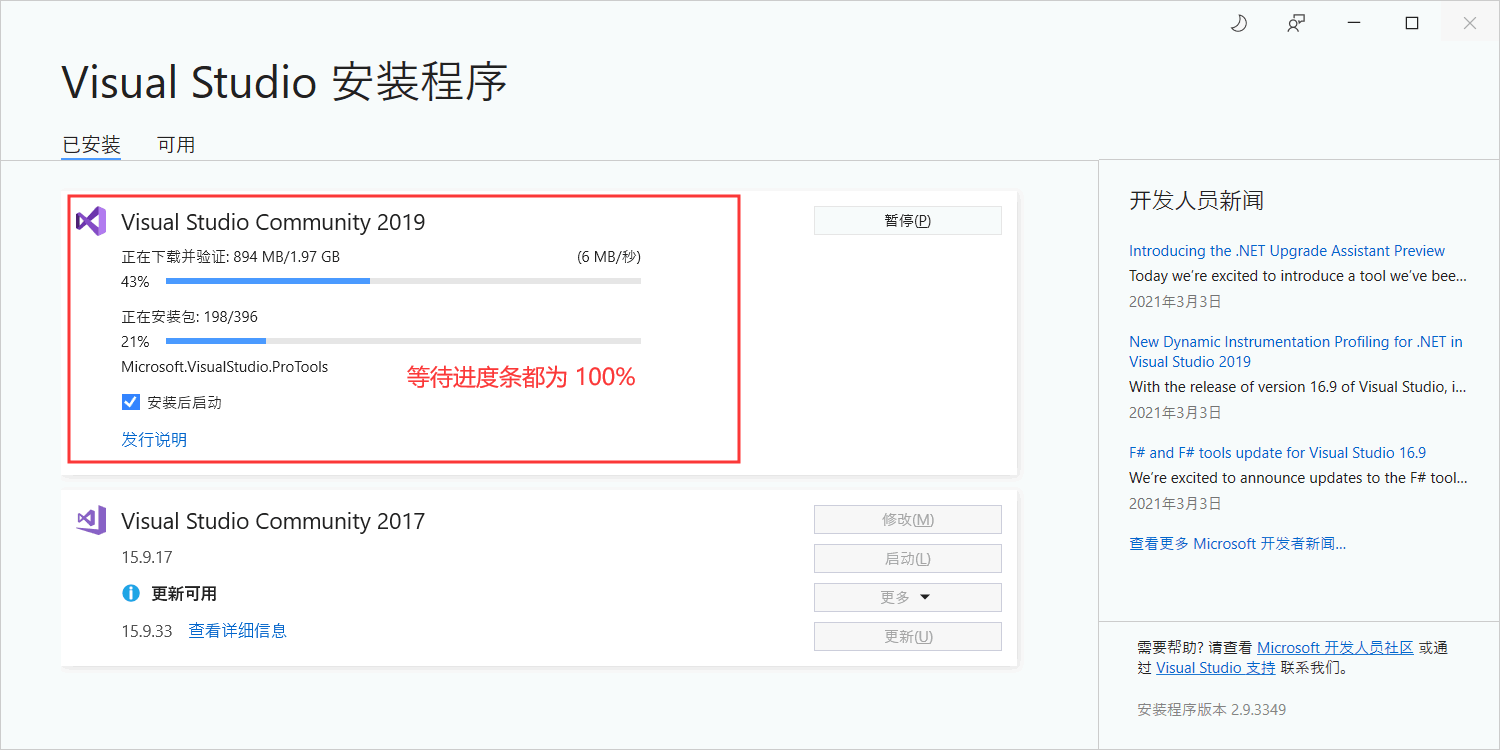 Visual Studio 安装程序
已安装 可用
Visual Studio Community 2019
暂停(P)
正在下载并验证: 894 MB/1.97 GB (6 MB/秒)
43%
正在安装包: 198/396
21%
Microsoft.VisualStudio.ProTools
等待进度条都为 100%
安装后启动
发行说明
Visual Studio Community 2017
修改(M)
15.9.17
启动(L)
更新可用
更多
15.9.33 查看详细信息
更新(U)
开发人员新闻
Introducing the .NET Upgrade Assistant Preview
Today we're excited to introduce a tool we've bee...
2021年3月3日
New Dynamic Instrumentation Profiling for .NET in
Visual Studio 2019
With the release of version 16.9 of Visual Studio, i...
2021年3月3日
F# and F# tools update for Visual Studio 16.9
We're excited to announce updates to the F# tool...
2021年3月3日
查看更多 Microsoft 开发者新闻...
需要帮助? 请查看 Microsoft 开发人员社区 或通
过 Visual Studio 支持 联系我们。
安装程序版本 2.9.3349